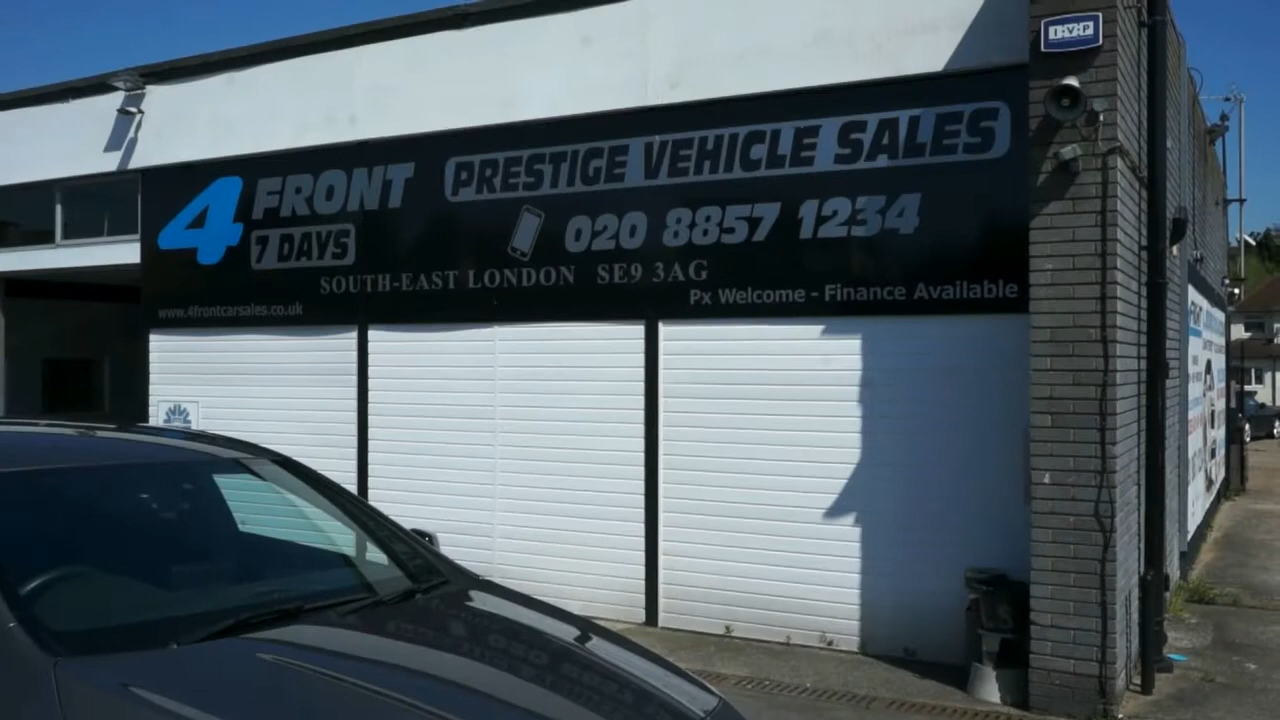 I-V-P
4 FRONT
PRESTIGE VEHICLE SALES
7 DAYS
020 8857 1234
SOUTH-EAST LONDON SE9 3AG
www.4frontcarsales.co.uk
Px Welcome - Finance Available